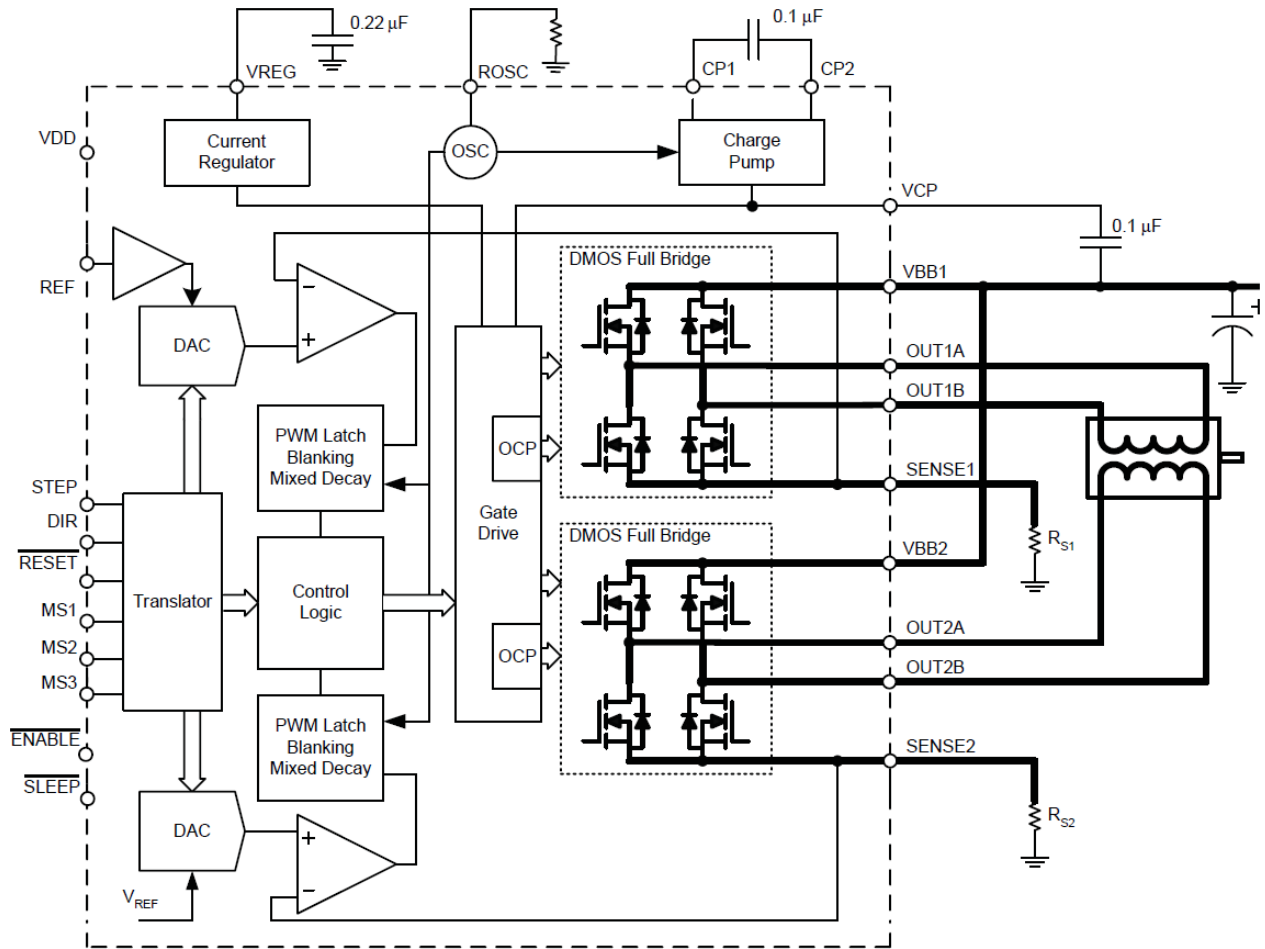 0.22 µF
0.1 µF
VREG
ROSC
CP1
CP2
VDD
Current
Regulator
OSC
Charge
Pump
VCP
0.1 µF
REF
DAC
−
+
DMOS Full Bridge
VBB1
OUT1A
OUT1B
PWM Latch
Blanking
Mixed Decay
OCP
SENSE1
STEP
DIR
RESET
MS1
MS2
MS3
Translator
Control
Logic
Gate
Drive
DMOS Full Bridge
VBB2
RS1
OCP
OUT2A
OUT2B
ENABLE
SLEEP
PWM Latch
Blanking
Mixed Decay
SENSE2
DAC
+
−
RS2
VREF
+